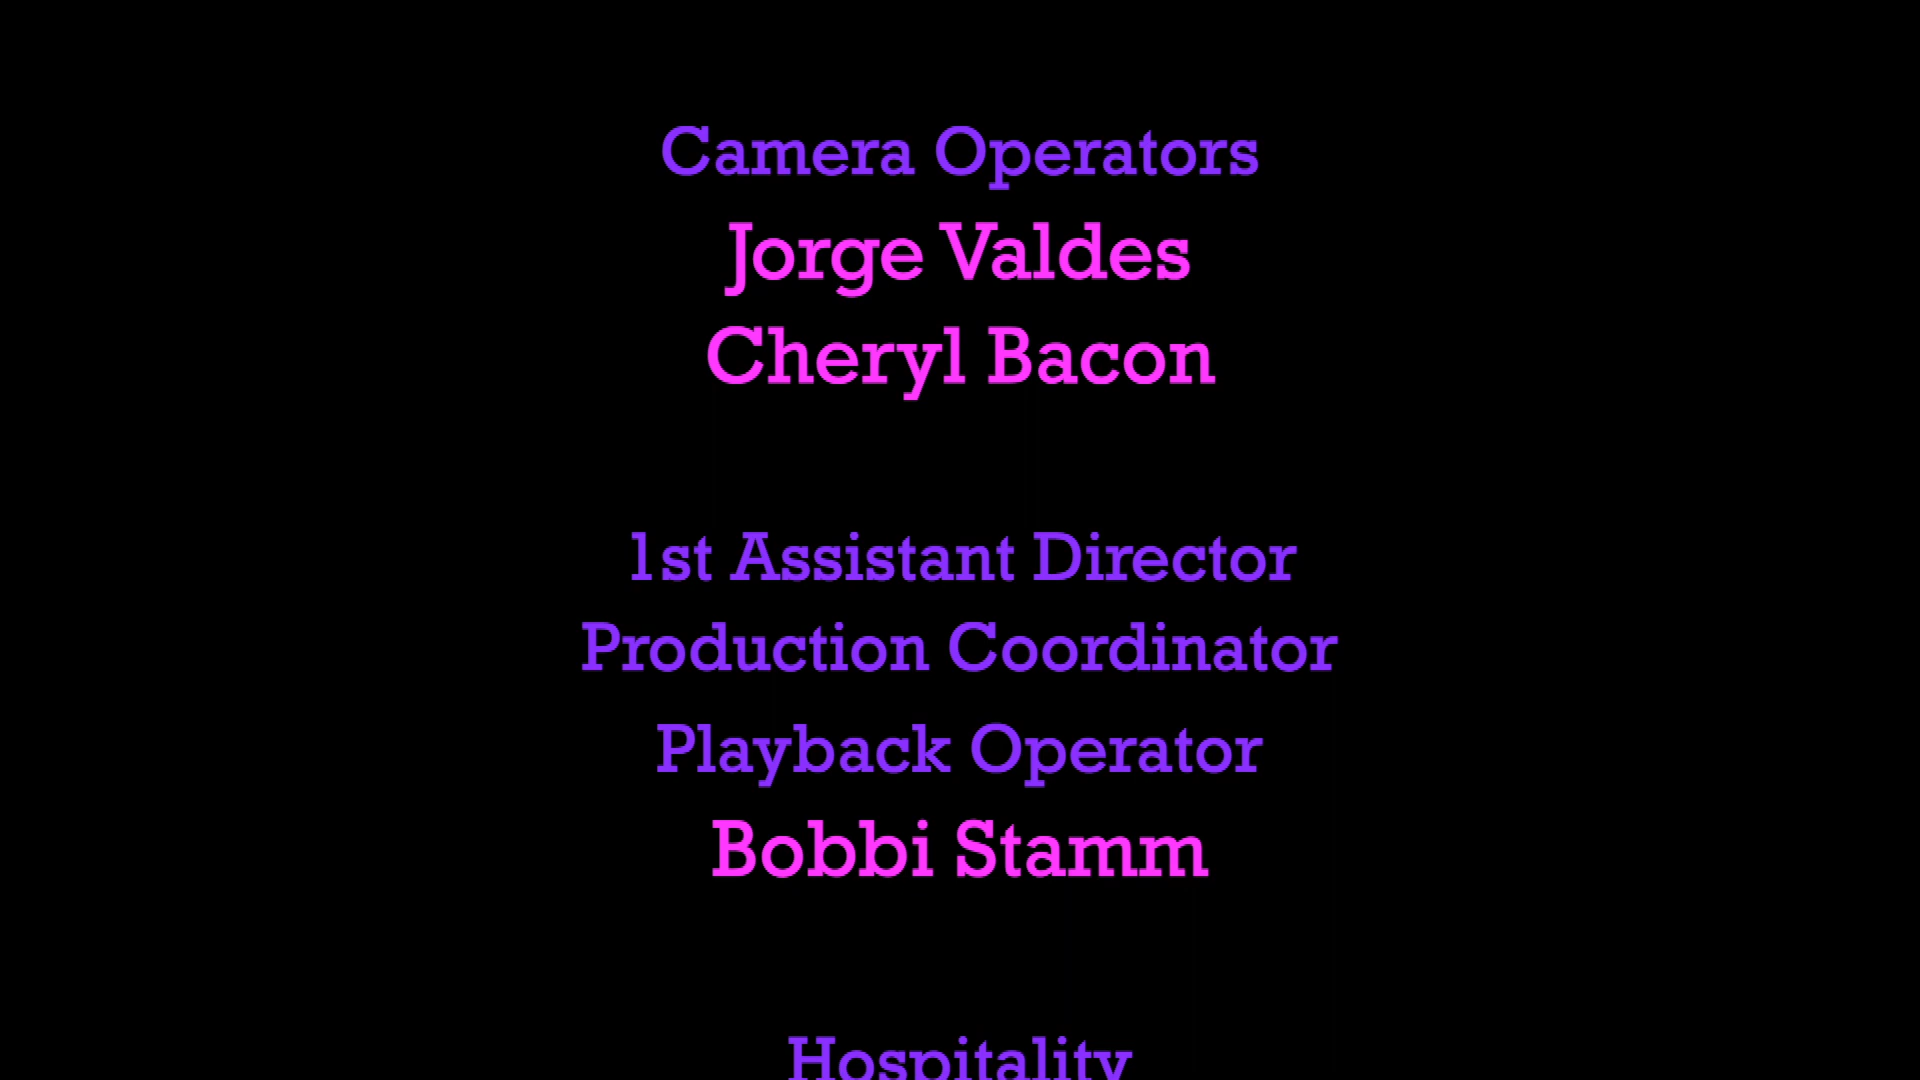 Camera Operators
Jorge Valdes
Cheryl Bacon
1st Assistant Director
Production Coordinator
Playback Operator
Bobbi Stamm
Hospitality